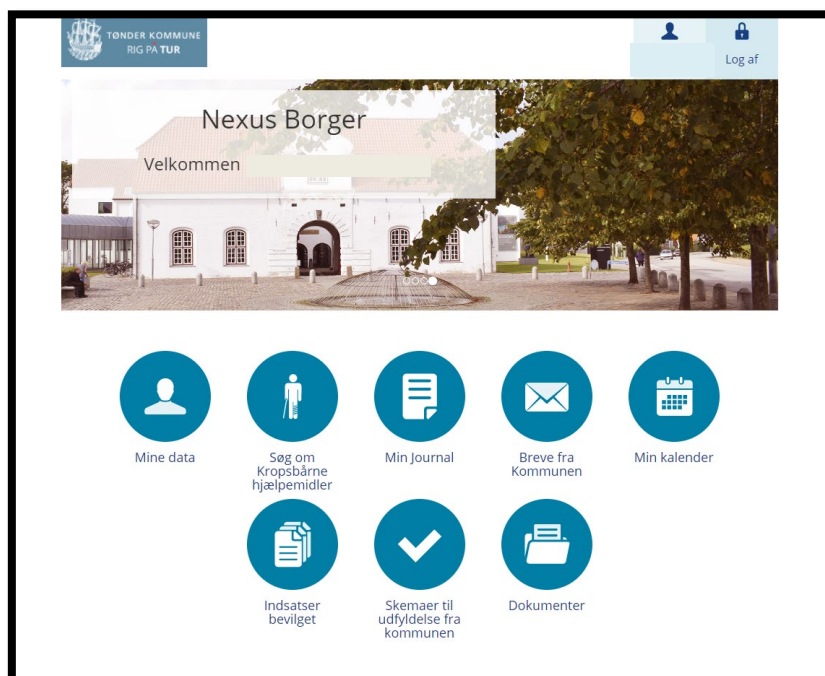 TØNDER KOMMUNE
RIG PÅ TUR
Log af
Nexus Borger
Velkommen
Mine data
Søg om
Kropsbårne
hjælpemidler
Min Journal
Breve fra
Kommunen
Min kalender
Indsatser
bevilget
Skemaer til
udfyldelse fra
kommunen
Dokumenter